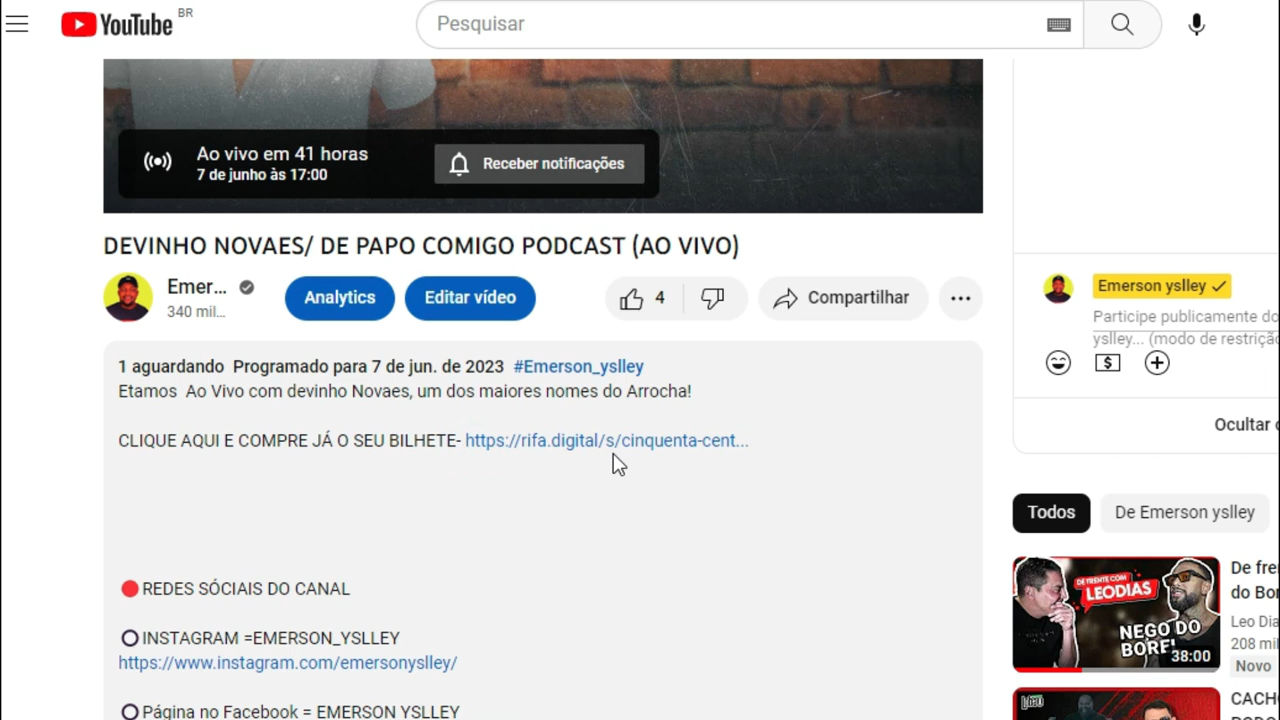 YouTube BR
Pesquisar
Ao vivo em 41 horas
7 de junho às 17:00
Receber notificações
DEVINHO NOVAES/ DE PAPO COMIGO PODCAST (AO VIVO)
Emer...
340 mil...
Analytics
Editar vídeo
4
Compartilhar
1 aguardando Programado para 7 de jun. de 2023 #Emerson_yslley
Etamos Ao Vivo com devinho Novaes, um dos maiores nomes do Arrocha!
CLIQUE AQUI E COMPRE JÁ O SEU BILHETE- https://rifa.digital/s/cinquenta-cent...
REDES SÓCIAIS DO CANAL
INSTAGRAM =EMERSON_YSLLEY
https://www.instagram.com/emersonyslley/
Página no Facebook = EMERSON YSLLEY
Emerson yslley
Participe publicamente do
yslley... (modo de restrição
Ocultar
Todos
De Emerson yslley
DE FRENTE COM
LEODIAS
NEGO DO
BOREL
38:00
De fre
do Bor
Leo Dia
208 mil
Novo
CACHO